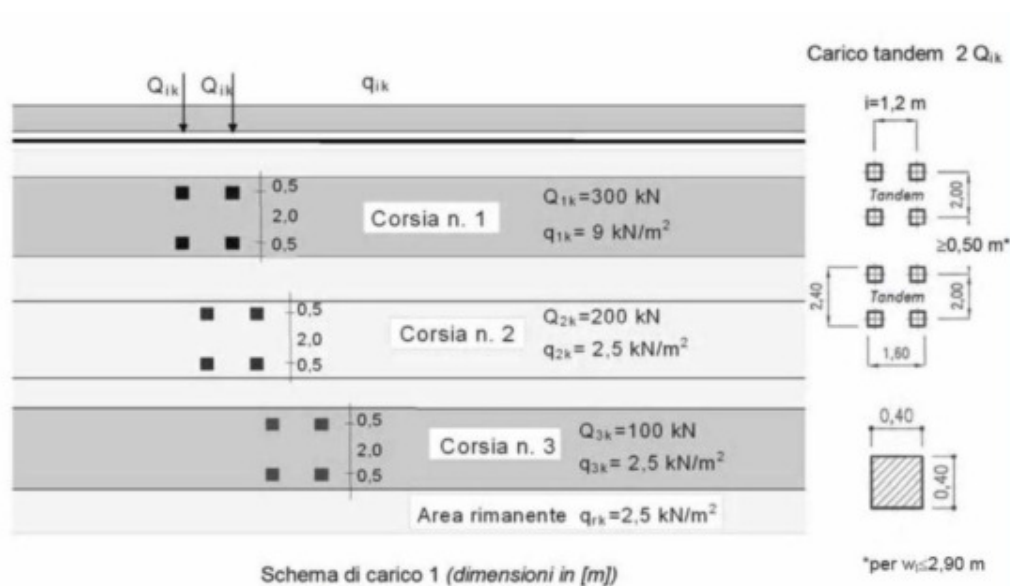 Carico tandem 2 Qik
Qik Qik qik
i=1,2 m
Tandem
2,00
≥0,50 m*
Tandem
2,40
2,00
1,60
0,5
2,0
0,5
Corsia n. 1
Q1k=300 kN
q1k= 9 kN/m²
0,5
2,0
0,5
Corsia n. 2
Q2k=200 kN
q2k= 2,5 kN/m²
0,5
2,0
0,5
Corsia n. 3
Q3k=100 kN
q3k= 2,5 kN/m²
0,40
0,40
Area rimanente qrk=2,5 kN/m²
*per wl≤2,90 m
Schema di carico 1 (dimensioni in [m])